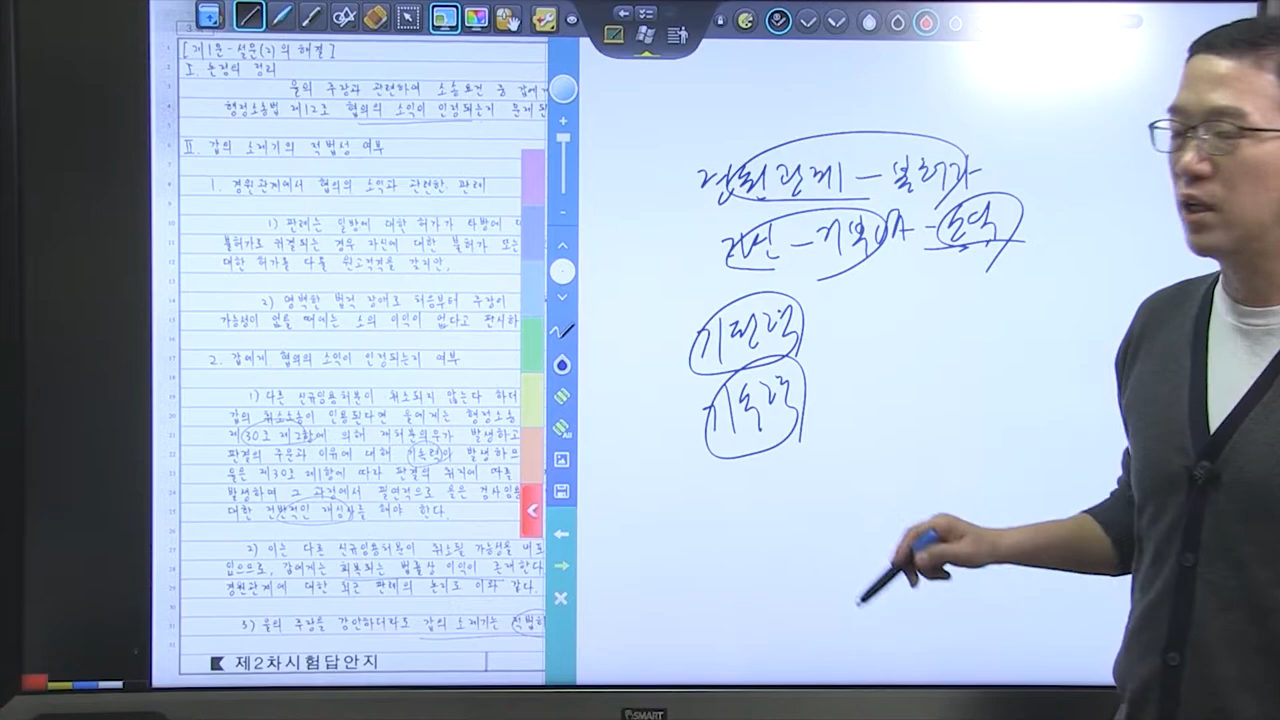 [제1문-설문(2)의 해결]
I. 논점의 정리
을의 주장과 관련하여 소송요건 중 갑에게
행정소송법 제12조 협의의 소익이 인정되는지 문제된
II. 갑의 소제기의 적법성 여부
1. 경원관계에서 협의의 소익과 관련한 판례
1) 판례는 일방에 대한 허가가 타방에 대
불허가로 귀결되는 경우 자신에 대한 불허가 또는
대한 허가를 다툴 원고적격을 갖지만,
2) 명백한 법적 장애로 처음부터 주장이
가능성이 없을 때에는 소의 이익이 없다고 판시하
2. 갑에게 협의의 소익이 인정되는지 여부
1) 다른 신규임용처분이 취소되지 않는다 하더
갑의 취소소송이 인용된다면 을에게는 행정소송
제30조 제2항에 의해 재처분의무가 발생하고
판결의 주문과 이유에 대해 기속력이 발생하므
을은 제30조 제1항에 따라 판결의 취지에 따를
발생하며 그 과정에서 필연적으로 을은 검사임용
대한 전반적인 재심사를 해야 한다.
2) 이는 다른 신규임용처분이 취소될 가능성을 내포
있으므로, 갑에게는 회복되는 법률상 이익이 존재한다.
경원관계에 대한 최근 판례의 논리도 이와 같다.
3) 을의 주장을 감안하더라도 갑의 소제기는 적법하
제2차시험답안지
경원관계 - 불허가
자신 - 거부 - 소익
기판력
기속력
SMART